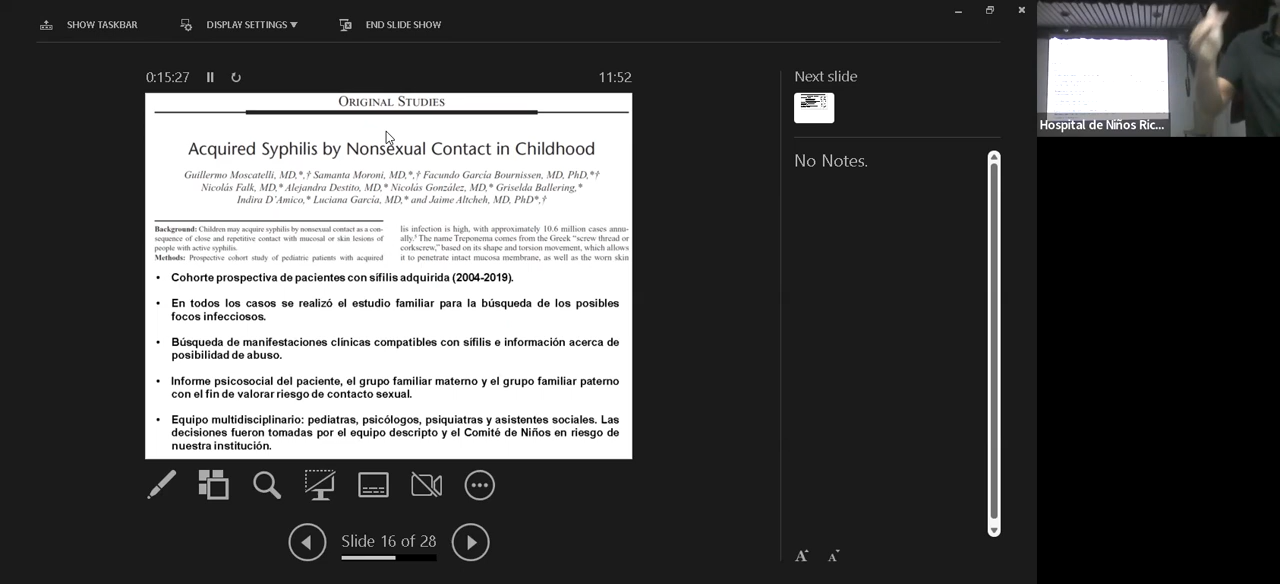 SHOW TASKBAR
DISPLAY SETTINGS
END SLIDE SHOW
0:15:27
11:52
Next slide
Hospital de Niños Ric...
No Notes.
ORIGINAL STUDIES
Acquired Syphilis by Nonsexual Contact in Childhood
Guillermo Moscatelli, MD,*,† Samanta Moroni, MD,*,† Facundo García Bournissen, MD, PhD,*†
Nicolás Falk, MD,* Alejandra Destito, MD,* Nicolás González, MD,* Griselda Ballering,*
Indira D'Amico,* Luciana García, MD,* and Jaime Altcheh, MD, PhD*,†
Background: Children may acquire syphilis by nonsexual contact as a con-
sequence of close and repetitive contact with mucosal or skin lesions of
people with active syphilis.
Methods: Prospective cohort study of pediatric patients with acquired
lis infection is high, with approximately 10.6 million cases annu-
ally.5 The name Treponema comes from the Greek "screw thread or
corkscrew," based on its shape and torsion movement, which allows
it to penetrate intact mucosa membrane, as well as the worn skin
• Cohorte prospectiva de pacientes con sífilis adquirida (2004-2019).
• En todos los casos se realizó el estudio familiar para la búsqueda de los posibles
focos infecciosos.
• Búsqueda de manifestaciones clínicas compatibles con sífilis e información acerca de
posibilidad de abuso.
• Informe psicosocial del paciente, el grupo familiar materno y el grupo familiar paterno
con el fin de valorar riesgo de contacto sexual.
• Equipo multidisciplinario: pediatras, psicólogos, psiquiatras y asistentes sociales. Las
decisiones fueron tomadas por el equipo descripto y el Comité de Niños en riesgo de
nuestra institución.
Slide 16 of 28
A A